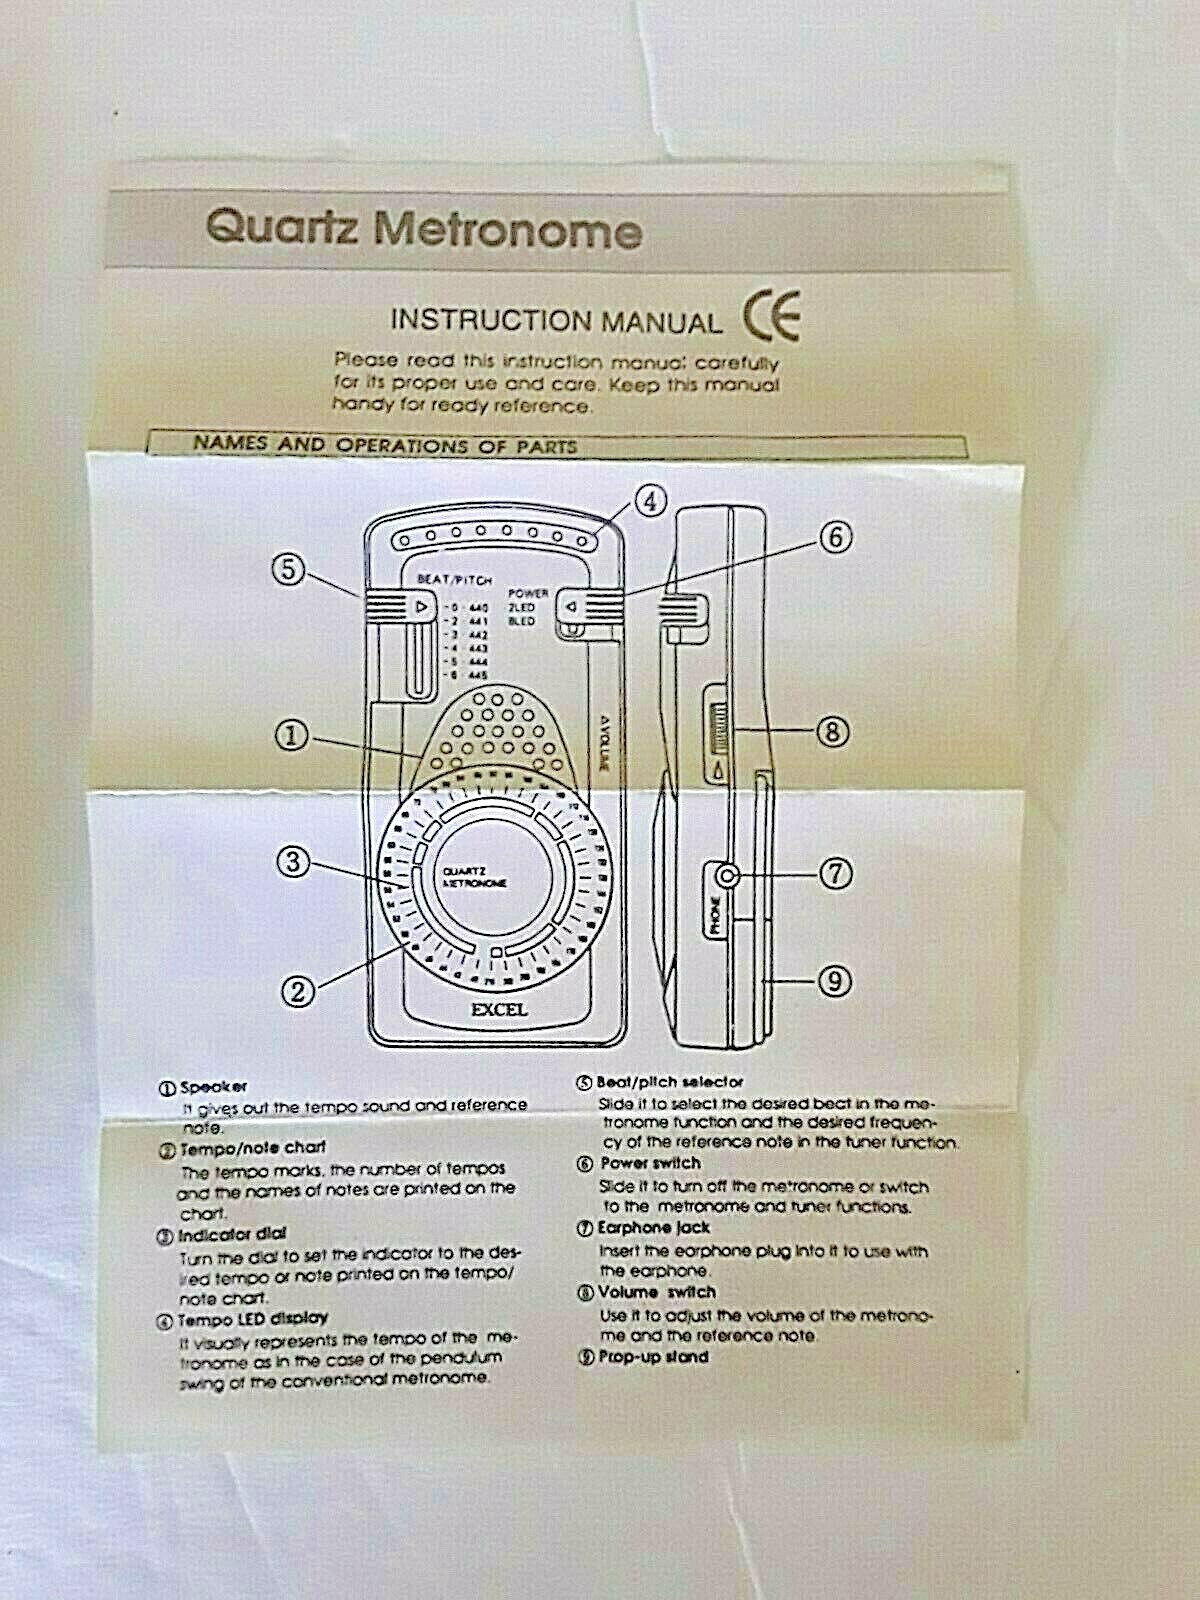 Quartz Metronome
INSTRUCTION MANUAL CE
Please read this instruction manual carefully
for its proper use and care. Keep this manual
handy for ready reference.
NAMES AND OPERATIONS OF PARTS
④
⑥
⑤
BEAT/PITCH
POWER
2LED
8LED
- 0 - 440
- 2 441
- 3 442
- 4 443
- 5 444
- 6 445
①
△ VOLUME
⑧
③
QUARTZ
METRONOME
⑦
PHONE
②
⑨
EXCEL
① Speaker
It gives out the tempo sound and reference
note.
② Tempo/note chart
The tempo marks, the number of tempos
and the names of notes are printed on the
chart.
③ Indicator dial
Turn the dial to set the indicator to the des-
ired tempo or note printed on the tempo/
note chart.
④ Tempo LED display
It visually represents the tempo of the me-
tronome as in the case of the pendulum
swing of the conventional metronome.
⑤ Beat/pitch selector
Slide it to select the desired beat in the me-
tronome function and the desired frequen-
cy of the reference note in the tuner function.
⑥ Power switch
Slide it to turn off the metronome or switch
to the metronome and tuner functions.
⑦ Earphone jack
Insert the earphone plug into it to use with
the earphone.
⑧ Volume switch
Use it to adjust the volume of the metrono-
me and the reference note.
⑨ Prop-up stand